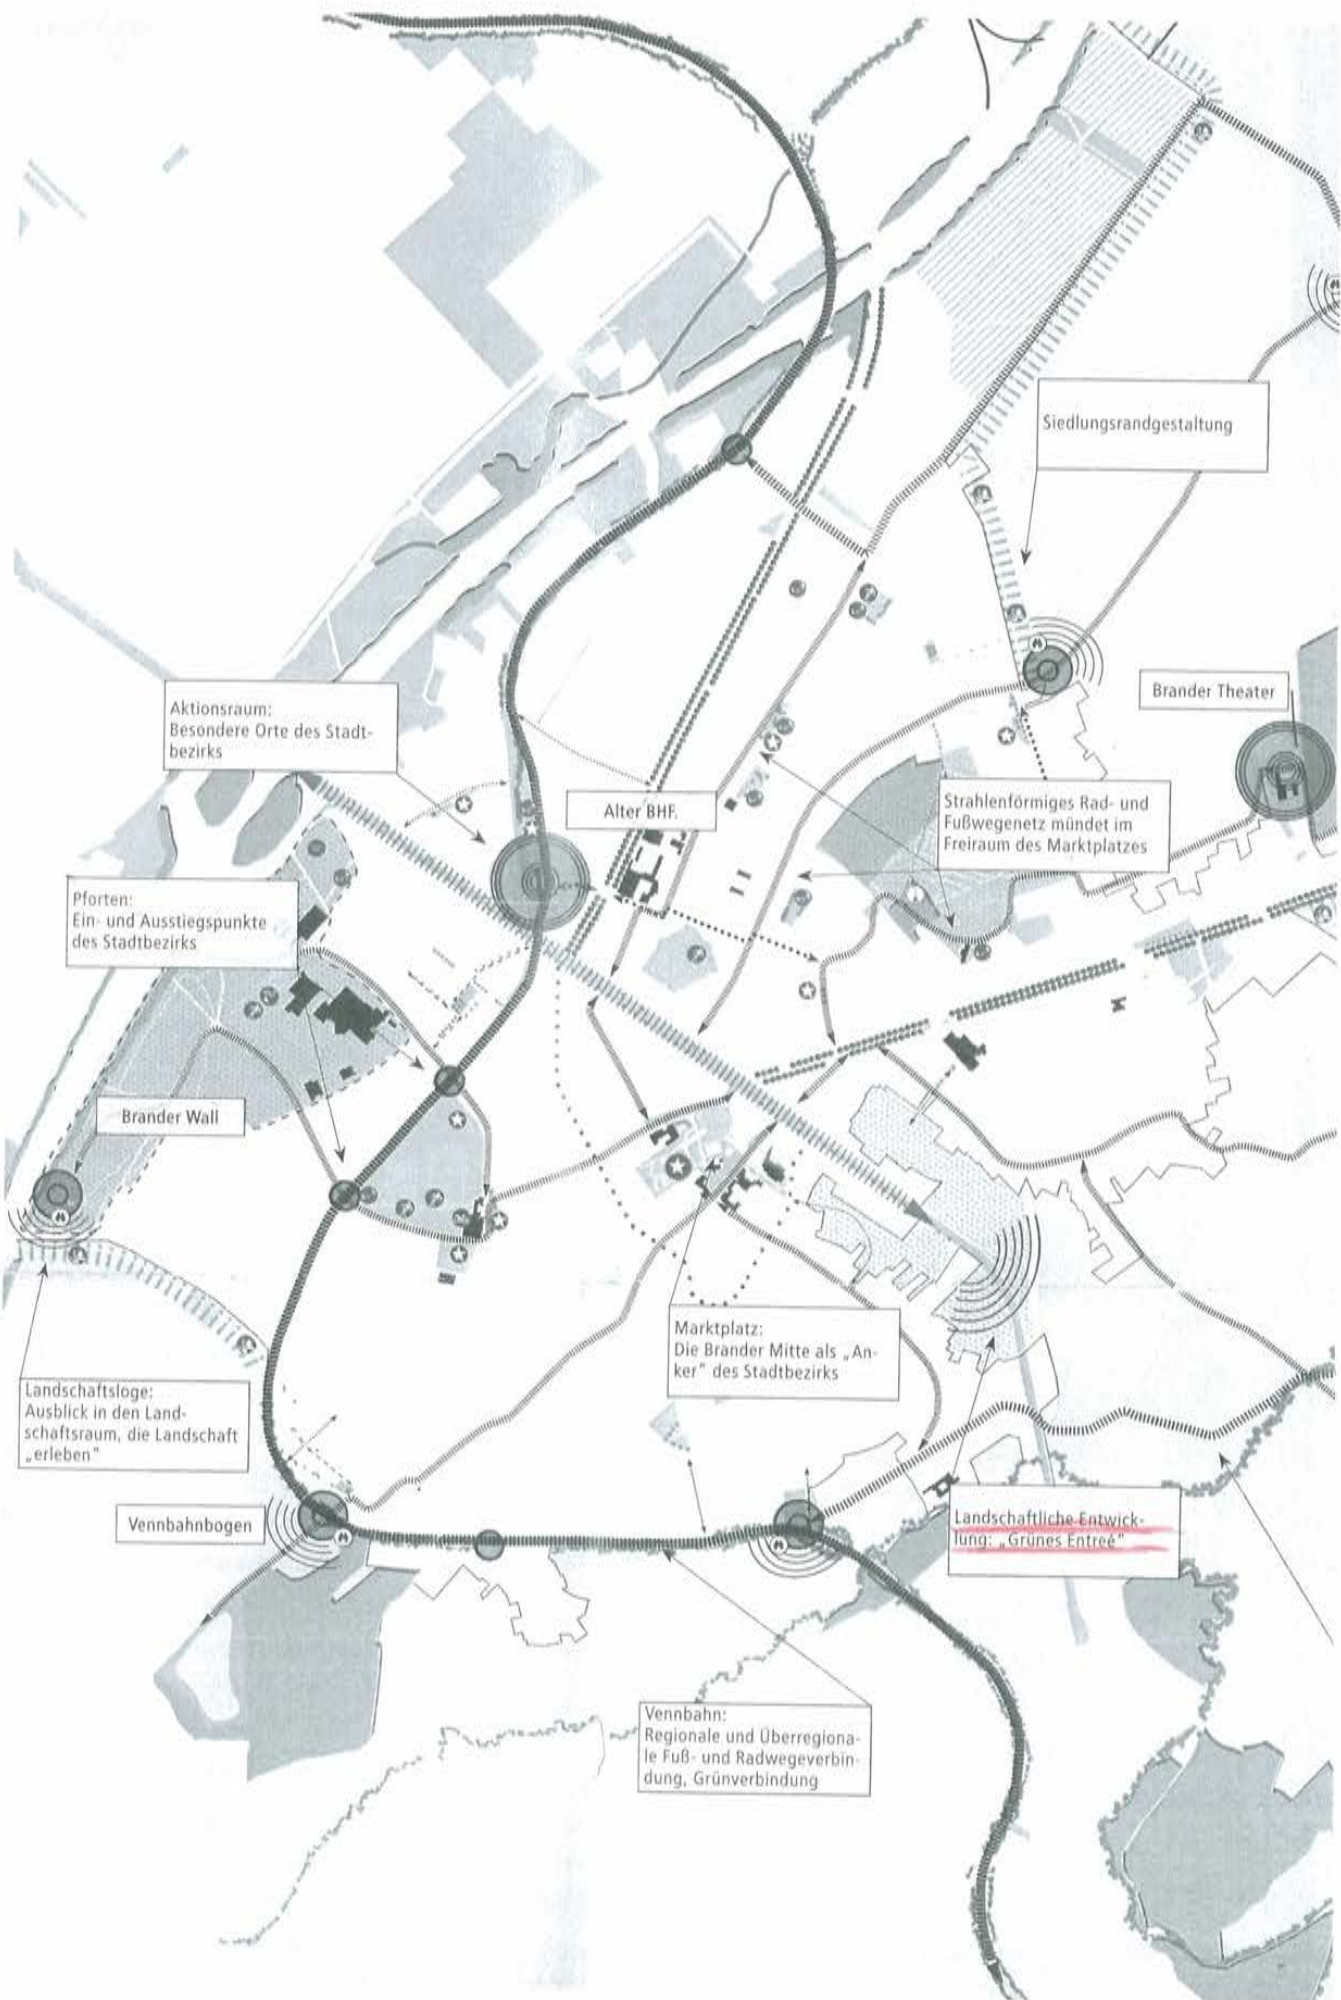 Siedlungsrandgestaltung
Brander Theater
Aktionsraum:
Besondere Orte des Stadt-
bezirks
Alter BHF.
Strahlenförmiges Rad- und
Fußwegenetz mündet im
Freiraum des Marktplatzes
Pforten:
Ein- und Ausstiegspunkte
des Stadtbezirks
Brander Wall
Marktplatz:
Die Brander Mitte als „An-
ker" des Stadtbezirks
Landschaftsloge:
Ausblick in den Land-
schaftsraum, die Landschaft
„erleben"
Vennbahnbogen
Landschaftliche Entwick-
lung: „Grünes Entreé"
Vennbahn:
Regionale und Überregiona-
le Fuß- und Radwegeverbin-
dung, Grünverbindung